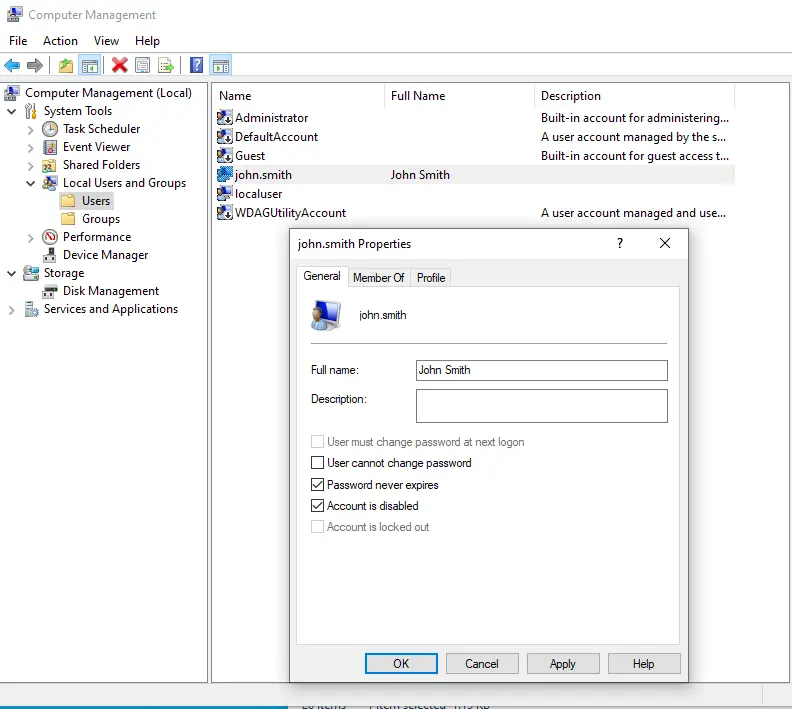 Computer Management
File Action View Help
Computer Management (Local)
System Tools
Task Scheduler
Event Viewer
Shared Folders
Local Users and Groups
Users
Groups
Performance
Device Manager
Storage
Disk Management
Services and Applications
Name Full Name Description
Administrator Built-in account for administering...
DefaultAccount A user account managed by the s...
Guest Built-in account for guest access t...
john.smith John Smith
localuser
WDAGUtilityAccount A user account managed and use...
john.smith Properties
General Member Of Profile
john.smith
Full name: John Smith
Description:
User must change password at next logon
User cannot change password
Password never expires
Account is disabled
Account is locked out
OK Cancel Apply Help